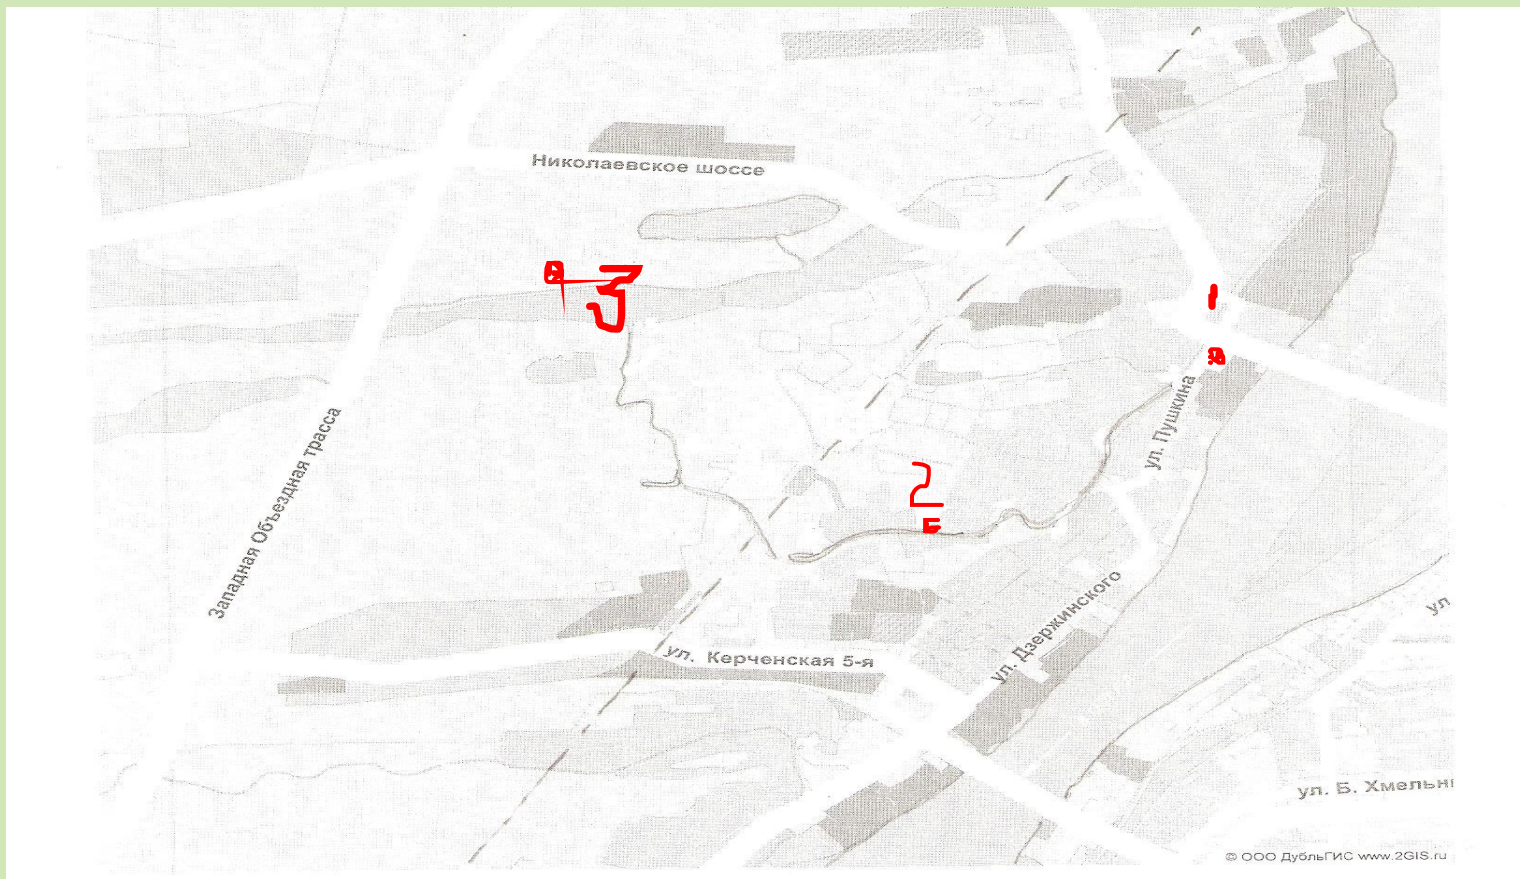 Николаевское шоссе
3
1
ул. Пушкина
Западная Объездная трасса
2
Б
ул. Дзержинского
ул.
ул. Керченская 5-я
ул. Б. Хмельн
© ООО ДубльГИС www.2GIS.ru